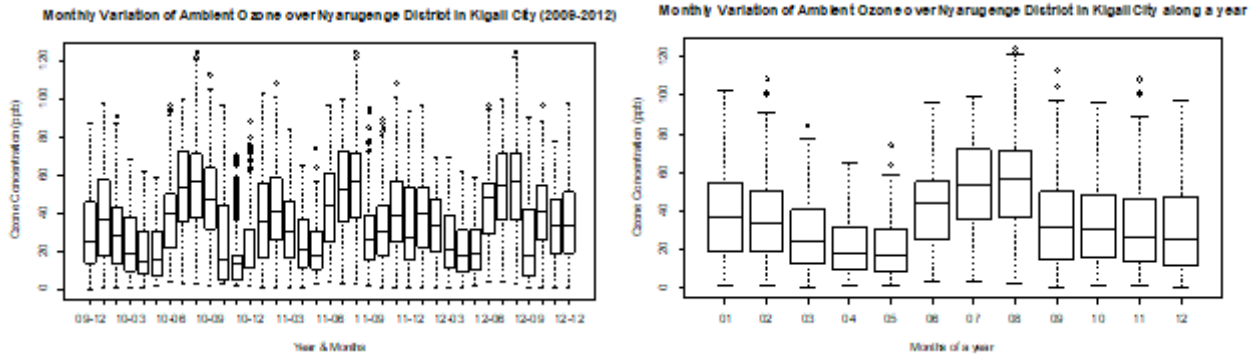 Monthly Variation of Ambient Ozone over Nyarugenge District in Kigali City (2009-2012)
Ozone Concentration (ppb)
120
100
80
60
40
20
0
09-12 10-03 10-06 10-09 10-12 11-03 11-06 11-09 11-12 12-03 12-06 12-09 12-12
Year & Months
Monthly Variation of Ambient Ozone over Nyarugenge District in Kigali City along a year
Ozone Concentration (ppb)
120
100
80
60
40
20
0
01 02 03 04 05 06 07 08 09 10 11 12
Months of a year